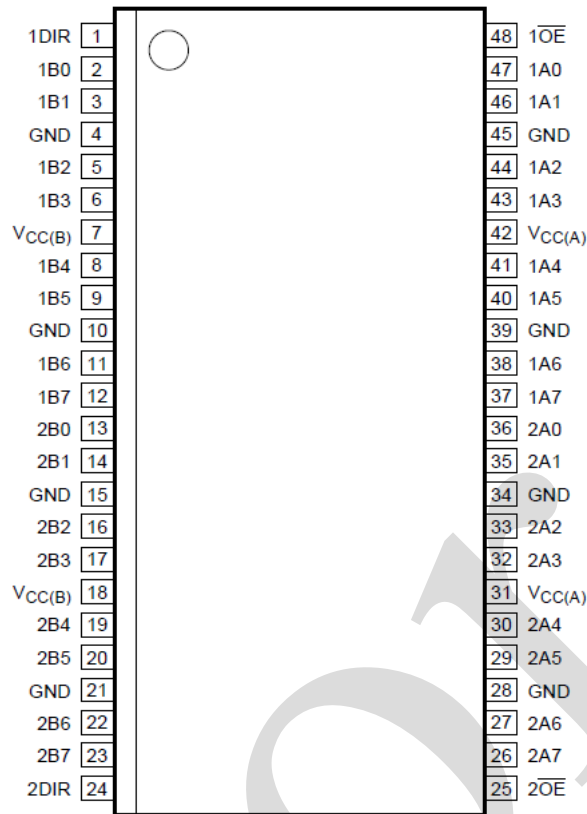 1DIR 1 48 1O̅E̅
1B0 2 47 1A0
1B1 3 46 1A1
GND 4 45 GND
1B2 5 44 1A2
1B3 6 43 1A3
VCC(B) 7 42 VCC(A)
1B4 8 41 1A4
1B5 9 40 1A5
GND 10 39 GND
1B6 11 38 1A6
1B7 12 37 1A7
2B0 13 36 2A0
2B1 14 35 2A1
GND 15 34 GND
2B2 16 33 2A2
2B3 17 32 2A3
VCC(B) 18 31 VCC(A)
2B4 19 30 2A4
2B5 20 29 2A5
GND 21 28 GND
2B6 22 27 2A6
2B7 23 26 2A7
2DIR 24 25 2O̅E̅